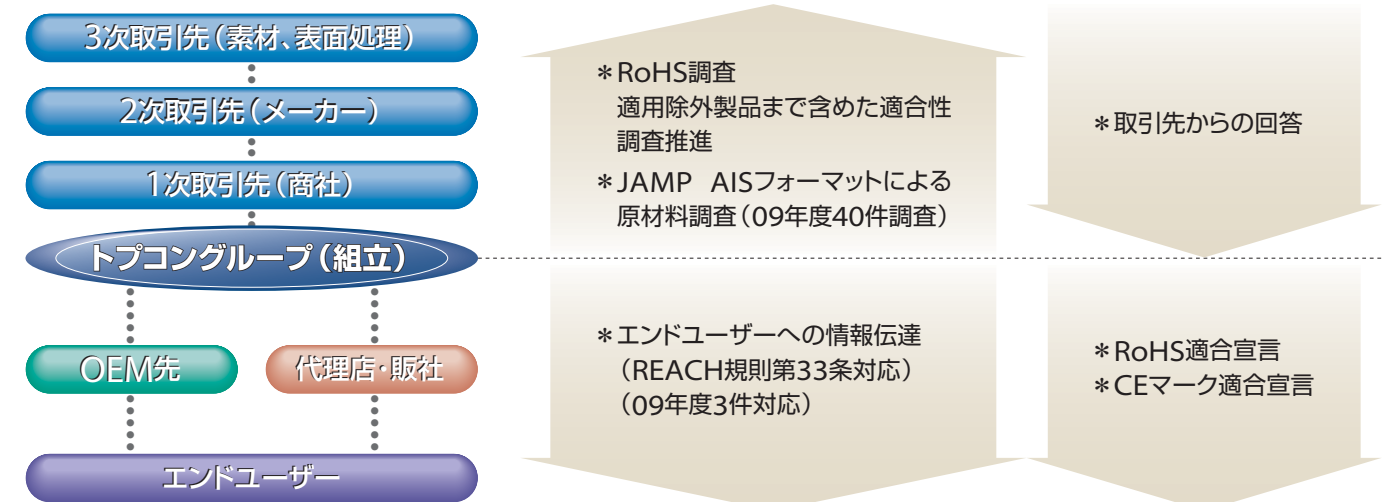 3次取引先（素材、表面処理）
2次取引先（メーカー）
1次取引先（商社）
トプコングループ（組立）
OEM先
代理店・販社
エンドユーザー
＊RoHS調査
適用除外製品まで含めた適合性
調査推進
＊JAMP AISフォーマットによる
原材料調査（09年度40件調査）
＊取引先からの回答
＊エンドユーザーへの情報伝達
（REACH規則第33条対応）
（09年度3件対応）
＊RoHS適合宣言
＊CEマーク適合宣言